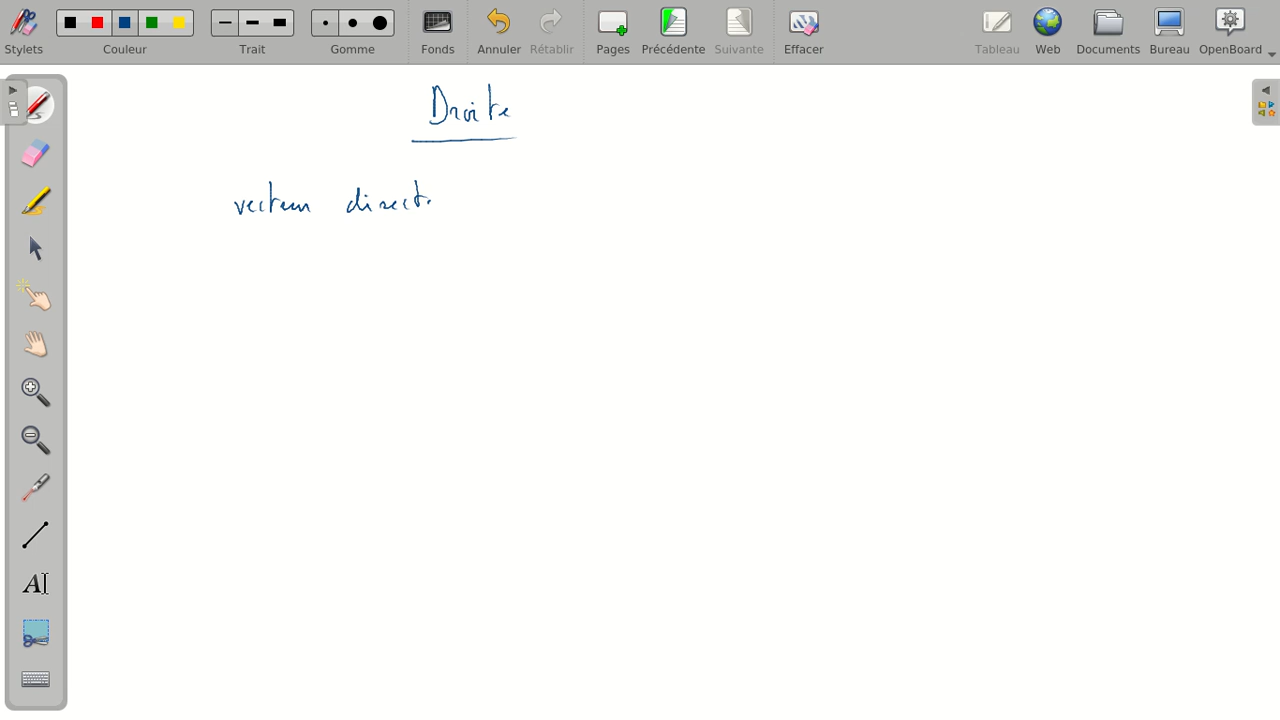 Stylets Couleur Trait Gomme Fonds Annuler Rétablir Pages Précédente Suivante Effacer Tableau Web Documents Bureau OpenBoard
Droite
vecteur direct.
A